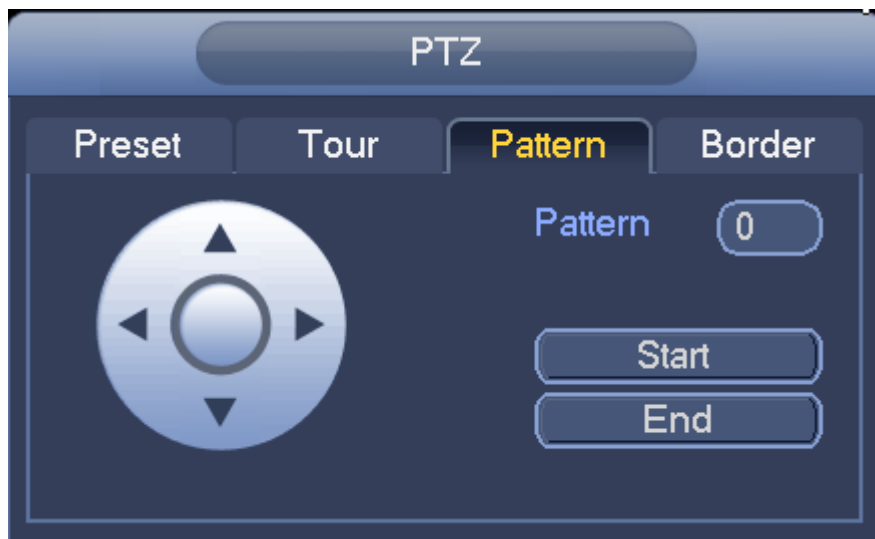 PTZ
Preset Tour Pattern Border
Pattern 0
Start
End